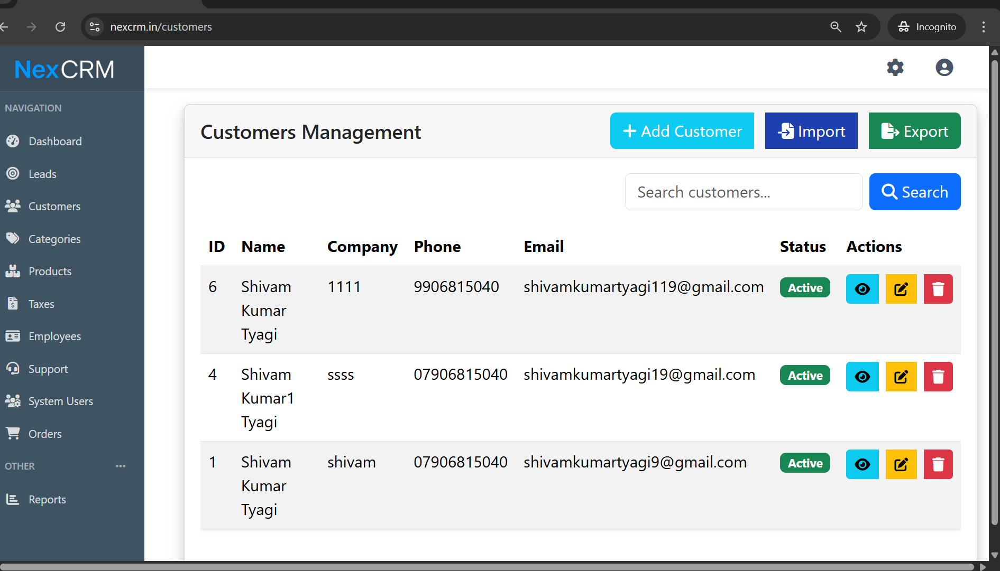 nexcrm.in/customers
Incognito
NexCRM
NAVIGATION
Dashboard
Leads
Customers
Categories
Products
Taxes
Employees
Support
System Users
Orders
OTHER
Reports
Customers Management
Add Customer
Import
Export
Search customers...
Search
ID Name Company Phone Email Status Actions
6 Shivam 1111 9906815040 shivamkumartyagi119@gmail.com Active
Kumar
Tyagi
4 Shivam ssss 07906815040 shivamkumartyagi19@gmail.com Active
Kumar1
Tyagi
1 Shivam shivam 07906815040 shivamkumartyagi9@gmail.com Active
Kumar
Tyagi